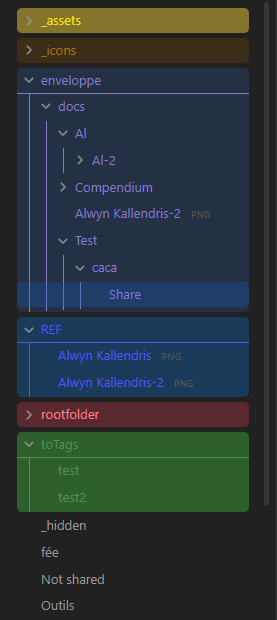 _assets
_icons
enveloppe
docs
Al
Al-2
Compendium
Alwyn Kallendris-2 PNG
Test
caca
Share
REF
Alwyn Kallendris PNG
Alwyn Kallendris-2 PNG
rootfolder
toTags
test
test2
_hidden
fée
Not shared
Outils